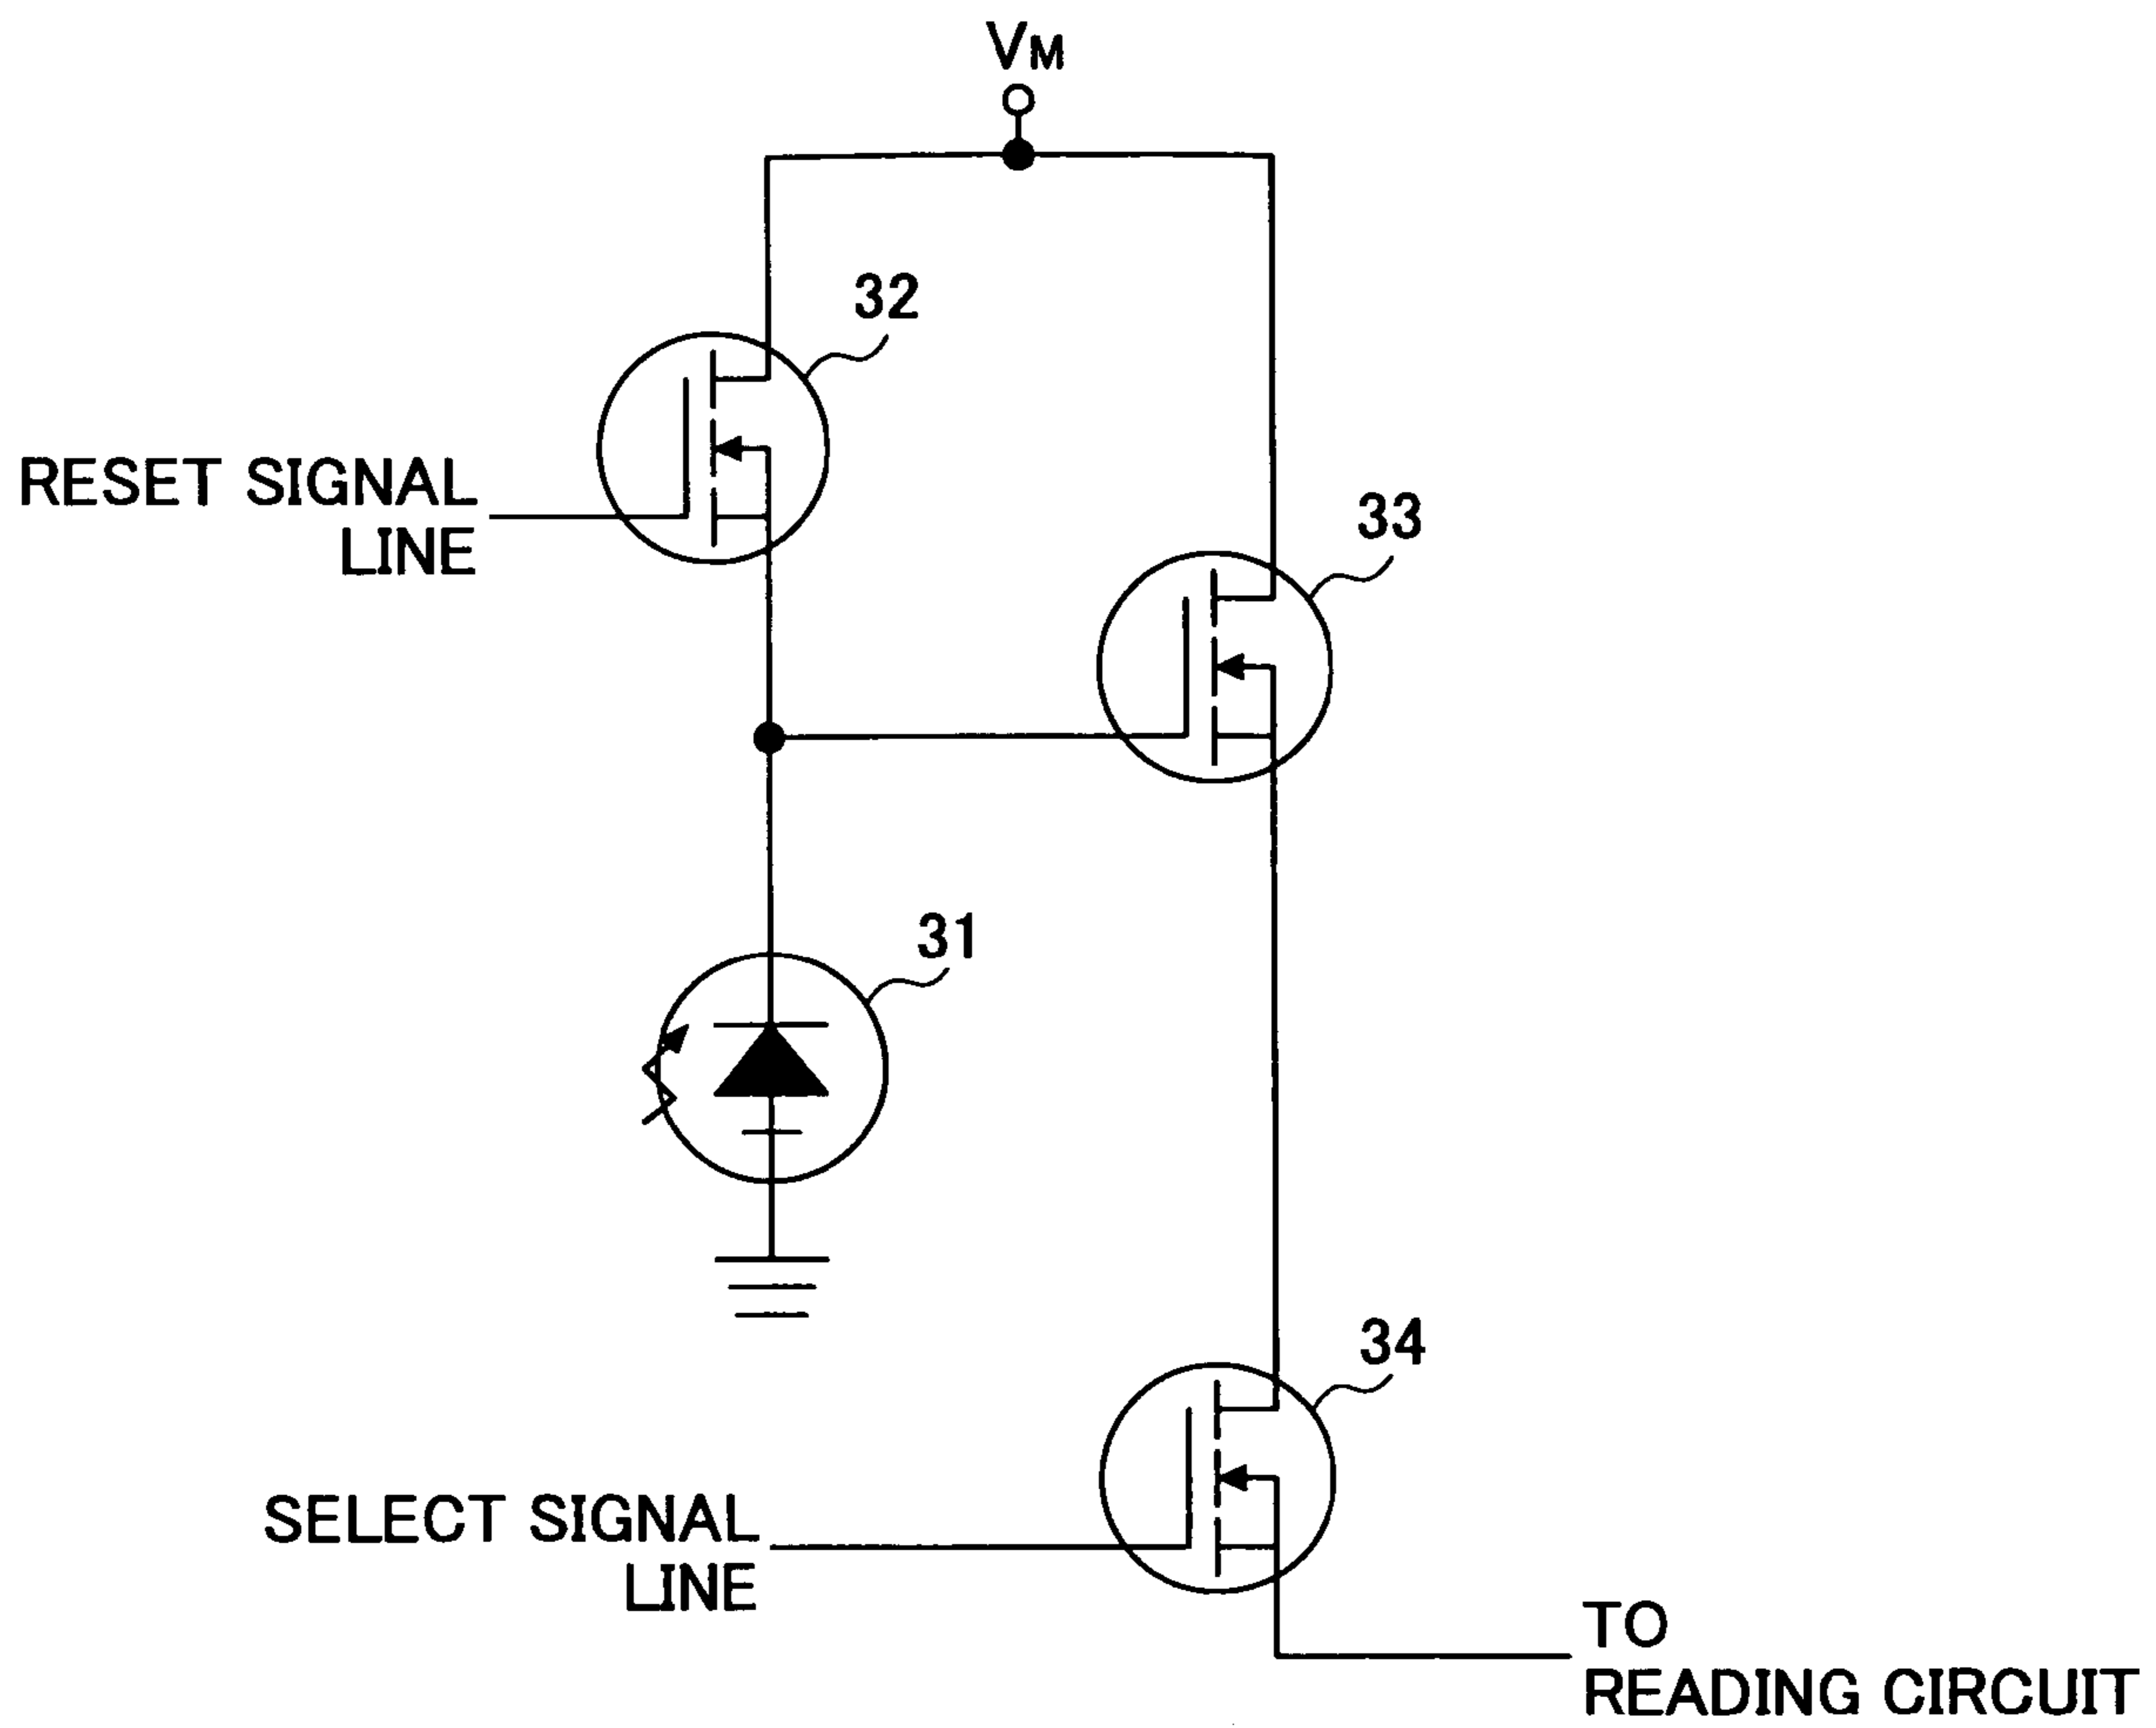 VM
32
RESET SIGNAL
LINE
33
31
34
SELECT SIGNAL
LINE
TO
READING CIRCUIT